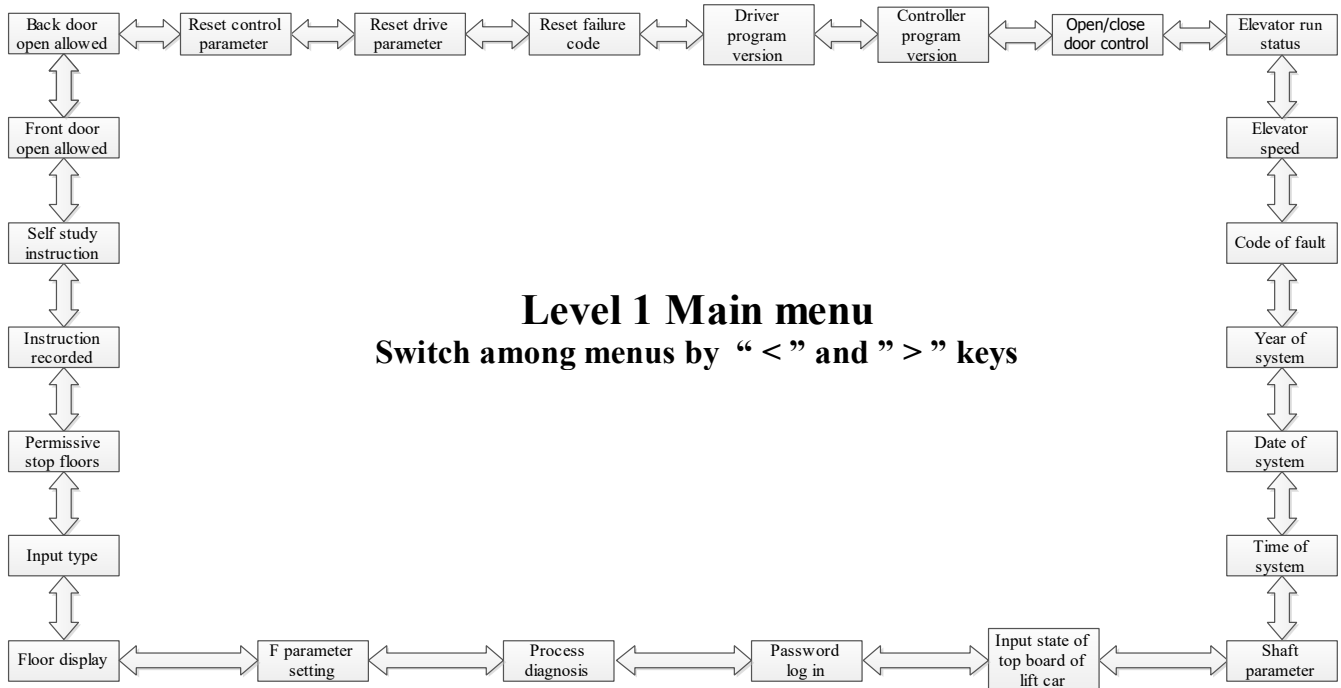 Back door
open allowed
Reset control
parameter
Reset drive
parameter
Reset failure
code
Driver
program
version
Controller
program
version
Open/close
door control
Elevator run
status
Front door
open allowed
Elevator
speed
Self study
instruction
Code of fault
Level 1 Main menu
Switch among menus by “ < ” and ” > ” keys
Instruction
recorded
Year of
system
Permissive
stop floors
Date of
system
Input type
Time of
system
Floor display
F parameter
setting
Process
diagnosis
Password
log in
Input state of
top board of
lift car
Shaft
parameter